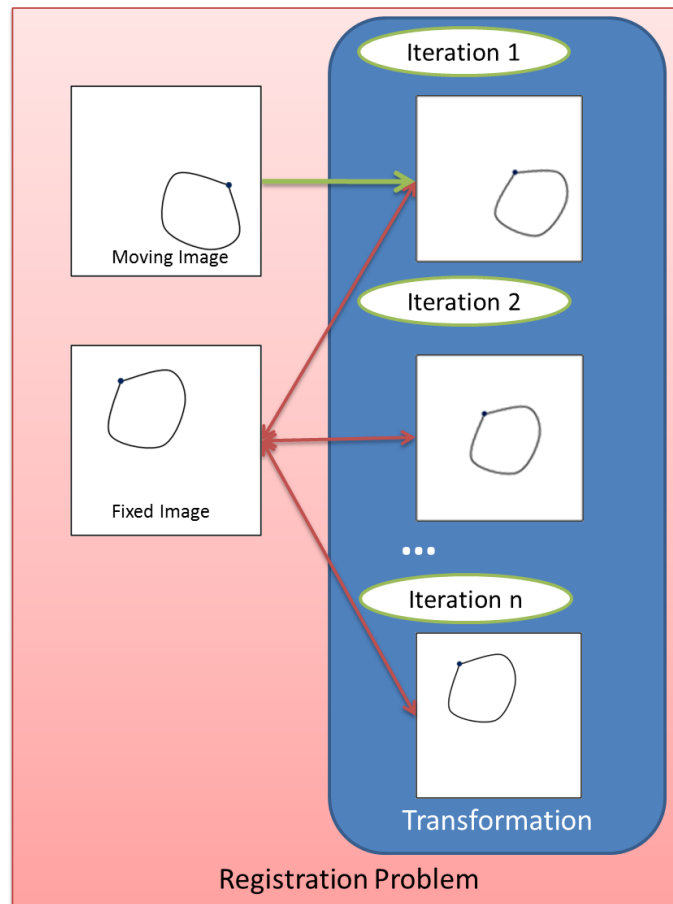 Iteration 1
Moving Image
Iteration 2
Fixed Image
...
Iteration n
Transformation
Registration Problem